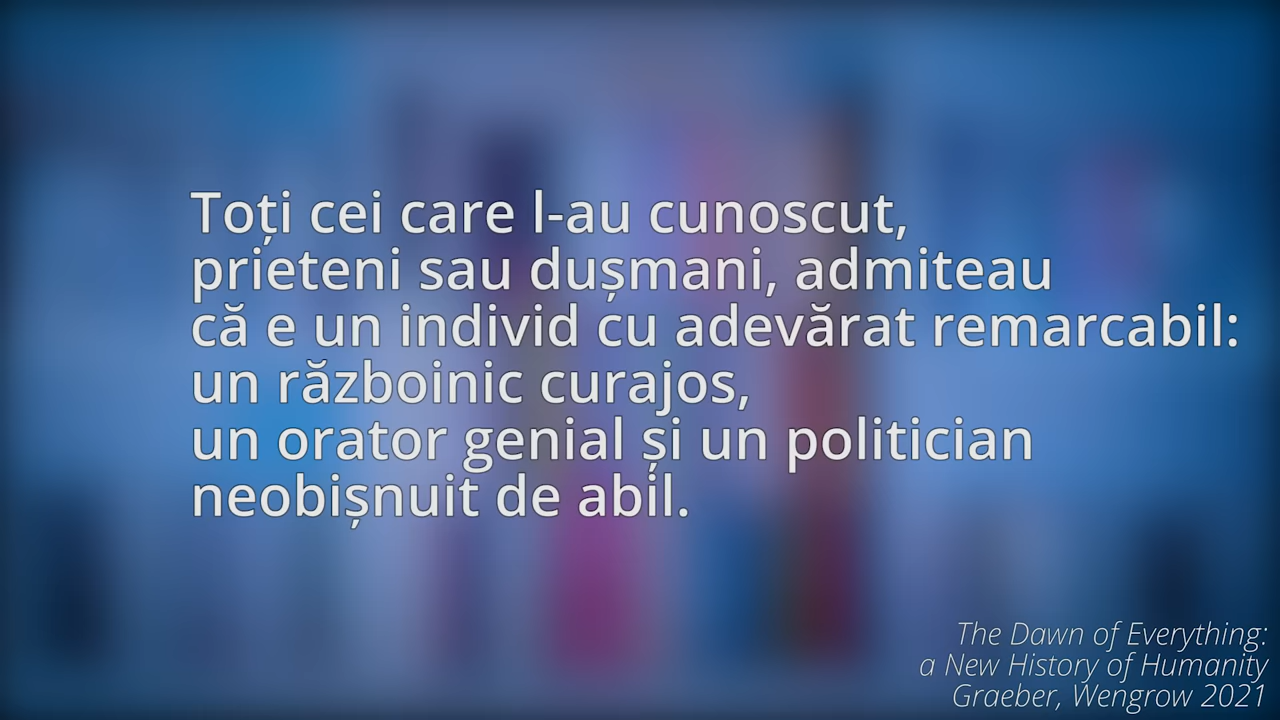 Toți cei care l-au cunoscut,
prieteni sau dușmani, admiteau
că e un individ cu adevărat remarcabil:
un războinic curajos,
un orator genial și un politician
neobișnuit de abil.
The Dawn of Everything:
a New History of Humanity
Graeber, Wengrow 2021